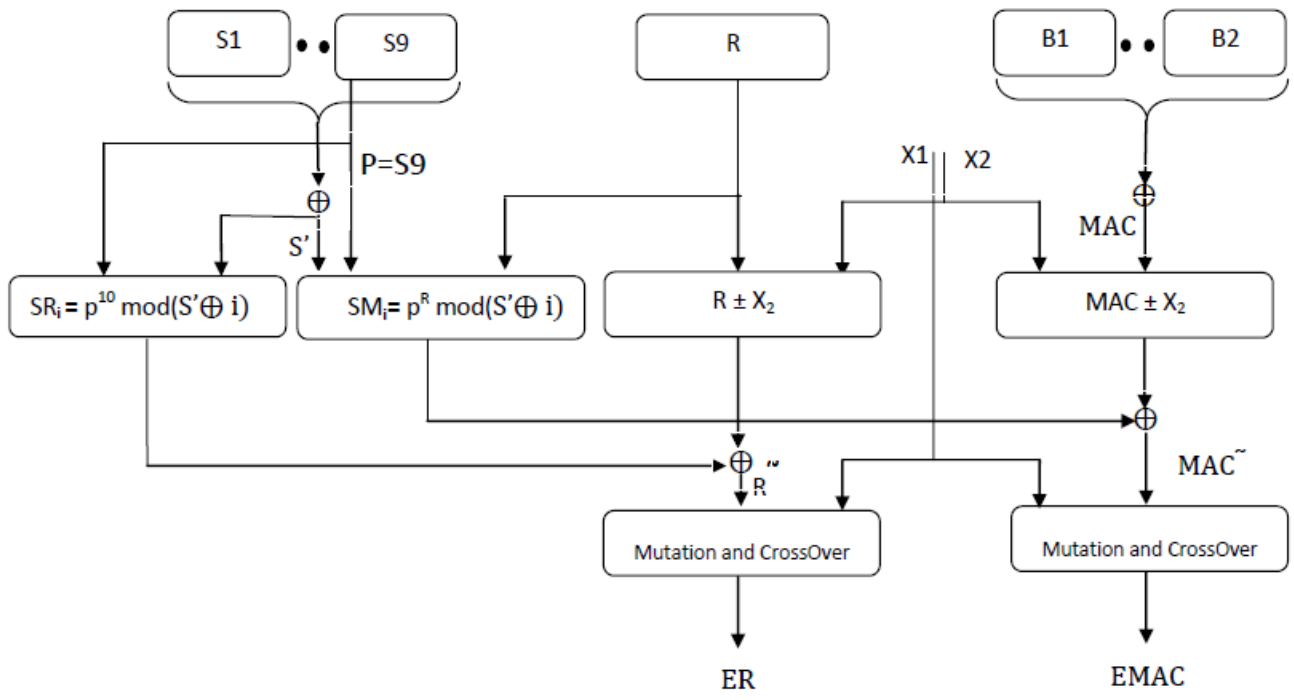 S1 •• S9
R
B1 •• B2
X1 X2
P=S9
⊕
⊕
MAC
S’
SRᵢ = p¹⁰ mod(S’⊕ i)
SMᵢ= pᴿ mod(S’⊕ i)
R ± X₂
MAC ± X₂
⊕
⊕
R˜
MAC˜
Mutation and CrossOver
Mutation and CrossOver
ER
EMAC